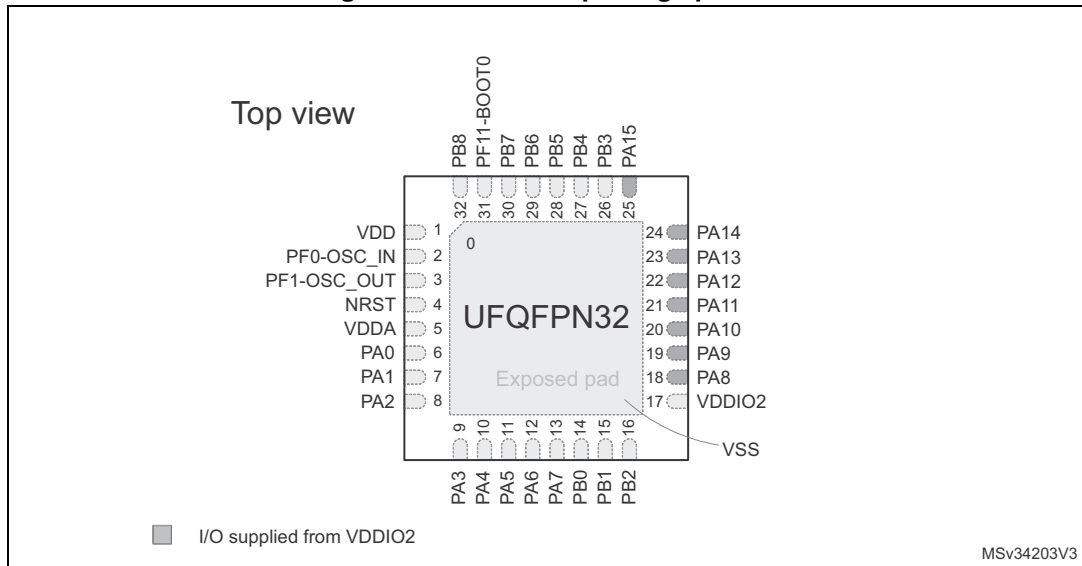 Top view
PB8
PF11-BOOT0
PB7
PB6
PB5
PB4
PB3
PA15
32
31
30
29
28
27
26
25
VDD 1
PF0-OSC_IN 2
PF1-OSC_OUT 3
NRST 4
VDDA 5
PA0 6
PA1 7
PA2 8
0
UFQFPN32
Exposed pad
24 PA14
23 PA13
22 PA12
21 PA11
20 PA10
19 PA9
18 PA8
17 VDDIO2
VSS
9
10
11
12
13
14
15
16
PA3
PA4
PA5
PA6
PA7
PB0
PB1
PB2
I/O supplied from VDDIO2
MSv34203V3